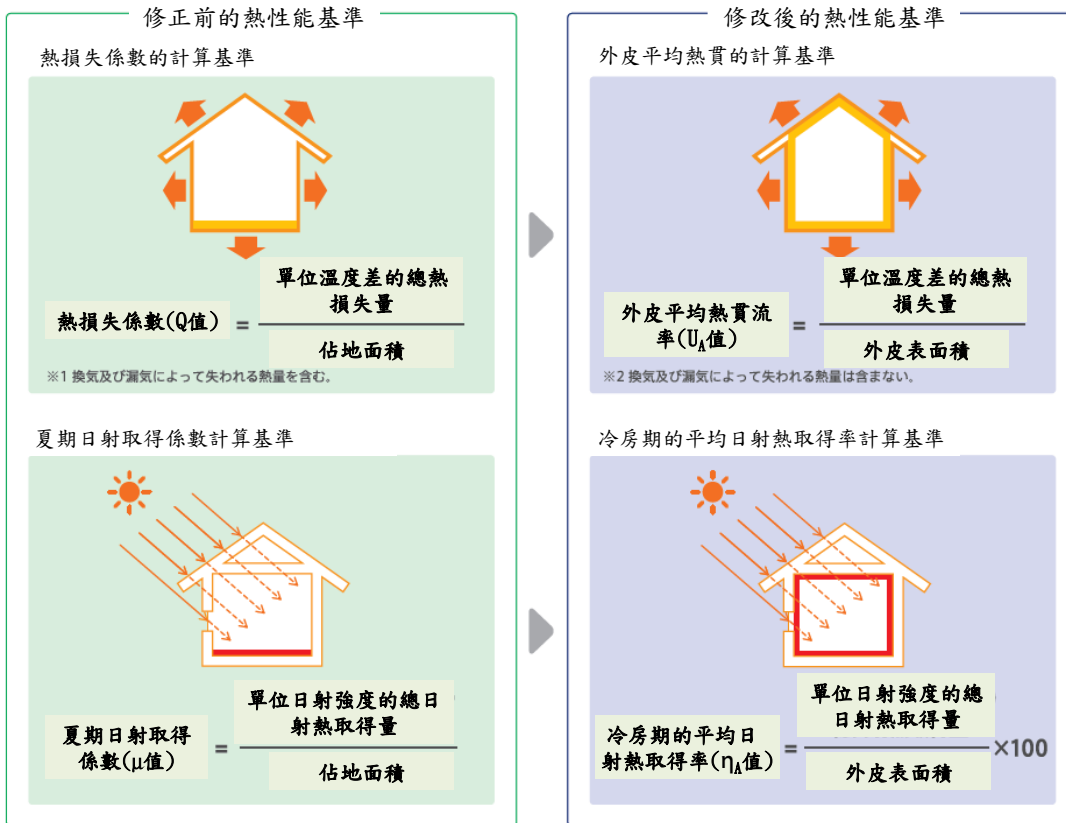 修正前的熱性能基準
熱損失係數的計算基準
熱損失係數(Q值)
=
單位溫度差的總熱
損失量
佔地面積
※1 換気及び漏気によって失われる熱量を含む。
夏期日射取得係數計算基準
夏期日射取得
係數(μ值)
=
單位日射強度的總日
射熱取得量
佔地面積
修改後的熱性能基準
外皮平均熱貫的計算基準
外皮平均熱貫流
率(U_A值)
=
單位溫度差的總熱
損失量
外皮表面積
※2 換気及び漏気によって失われる熱量は含まない。
冷房期的平均日射熱取得率計算基準
冷房期的平均日
射熱取得率(η_A值)
=
單位日射強度的總
日射熱取得量
外皮表面積
×100